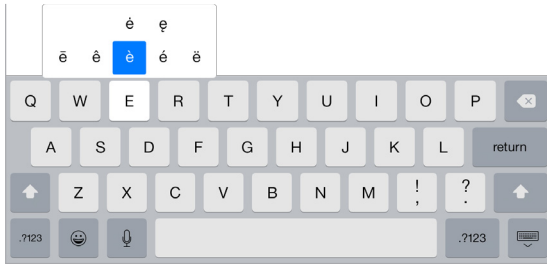 ė ę
ē ê è é ë
Q W E R T Y U I O P
A S D F G H J K L return
Z X C V B N M ! , ? .
.?123 .?123